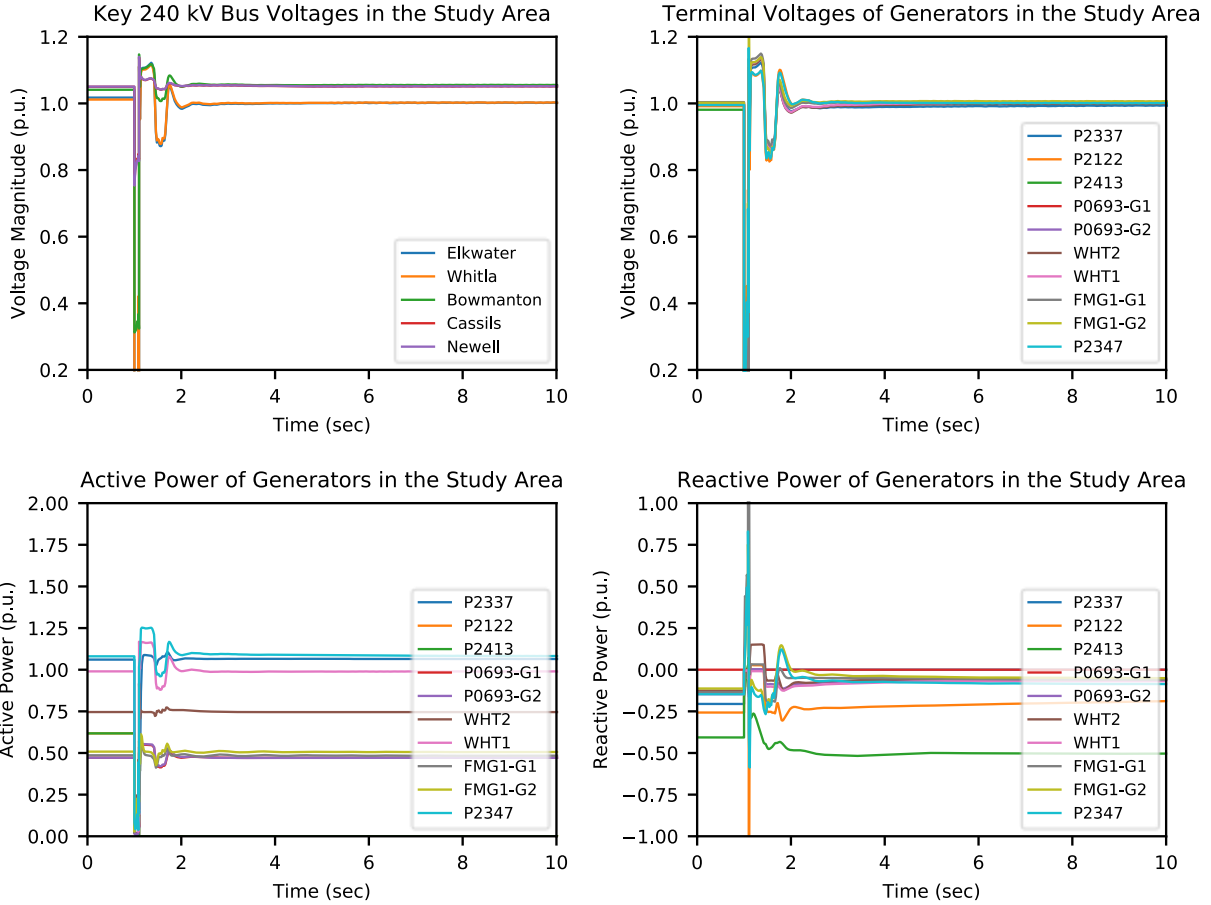 Key 240 kV Bus Voltages in the Study Area
Voltage Magnitude (p.u.)
1.2
1.0
0.8
0.6
0.4
0.2
Elkwater
Whitla
Bowmanton
Cassils
Newell
0
2
4
6
8
10
Time (sec)
Terminal Voltages of Generators in the Study Area
Voltage Magnitude (p.u.)
1.2
1.0
0.8
0.6
0.4
0.2
P2337
P2122
P2413
P0693-G1
P0693-G2
WHT2
WHT1
FMG1-G1
FMG1-G2
P2347
0
2
4
6
8
10
Time (sec)
Active Power of Generators in the Study Area
Active Power (p.u.)
2.00
1.75
1.50
1.25
1.00
0.75
0.50
0.25
0.00
P2337
P2122
P2413
P0693-G1
P0693-G2
WHT2
WHT1
FMG1-G1
FMG1-G2
P2347
0
2
4
6
8
10
Time (sec)
Reactive Power of Generators in the Study Area
Reactive Power (p.u.)
1.00
0.75
0.50
0.25
0.00
−0.25
−0.50
−0.75
−1.00
P2337
P2122
P2413
P0693-G1
P0693-G2
WHT2
WHT1
FMG1-G1
FMG1-G2
P2347
0
2
4
6
8
10
Time (sec)